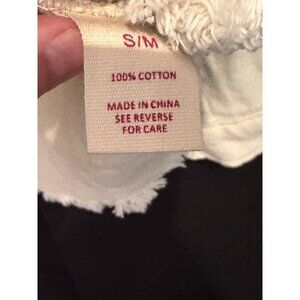 S/M
100% COTTON
MADE IN CHINA
SEE REVERSE
FOR CARE